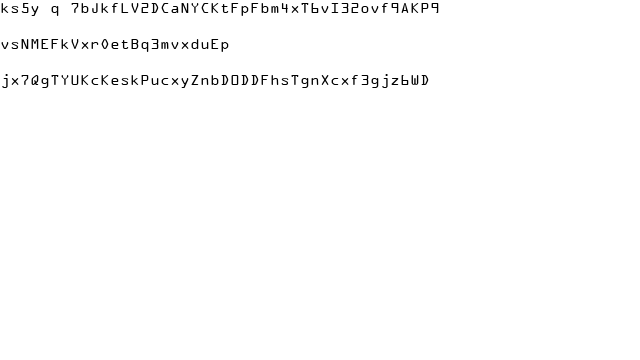 ks5y q 7bJkfLV2DCaNYCKtFpFbm4xT6vI32ovf9AKP9
vsNMEFkVxr0etBq3mvxduEp
jx7QgTYUKcKeskPucxyZnbDODDFhsTgnXcxf3gjz6WD